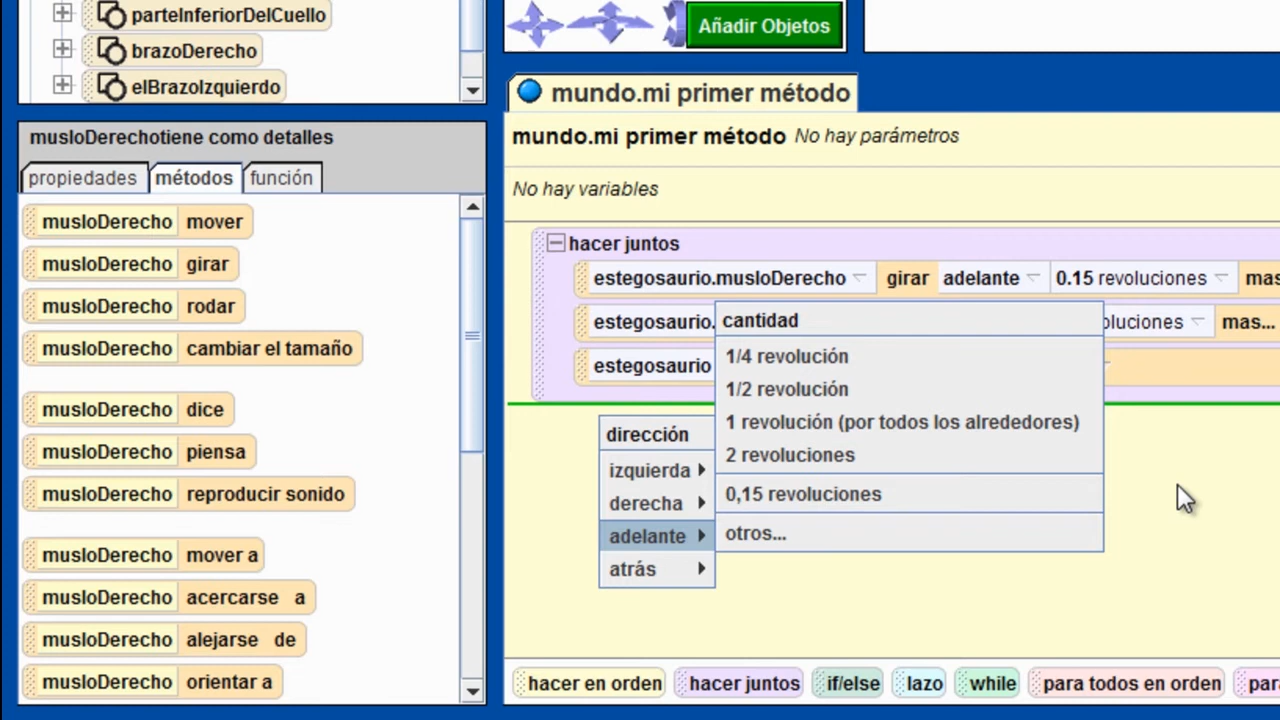 parteInferiorDelCuello
brazoDerecho
elBrazoIzquierdo
musloDerechotiene como detalles
propiedades métodos función
musloDerecho mover
musloDerecho girar
musloDerecho rodar
musloDerecho cambiar el tamaño
musloDerecho dice
musloDerecho piensa
musloDerecho reproducir sonido
musloDerecho mover a
musloDerecho acercarse a
musloDerecho alejarse de
musloDerecho orientar a
Añadir Objetos
mundo.mi primer método
mundo.mi primer método No hay parámetros
No hay variables
hacer juntos
estegosaurio.musloDerecho girar adelante 0.15 revoluciones mas
estegosaurio. oluciones mas...
estegosaurio
cantidad
1/4 revolución
1/2 revolución
1 revolución (por todos los alrededores)
2 revoluciones
0,15 revoluciones
otros...
dirección
izquierda
derecha
adelante
atrás
hacer en orden hacer juntos if/else lazo while para todos en orden par